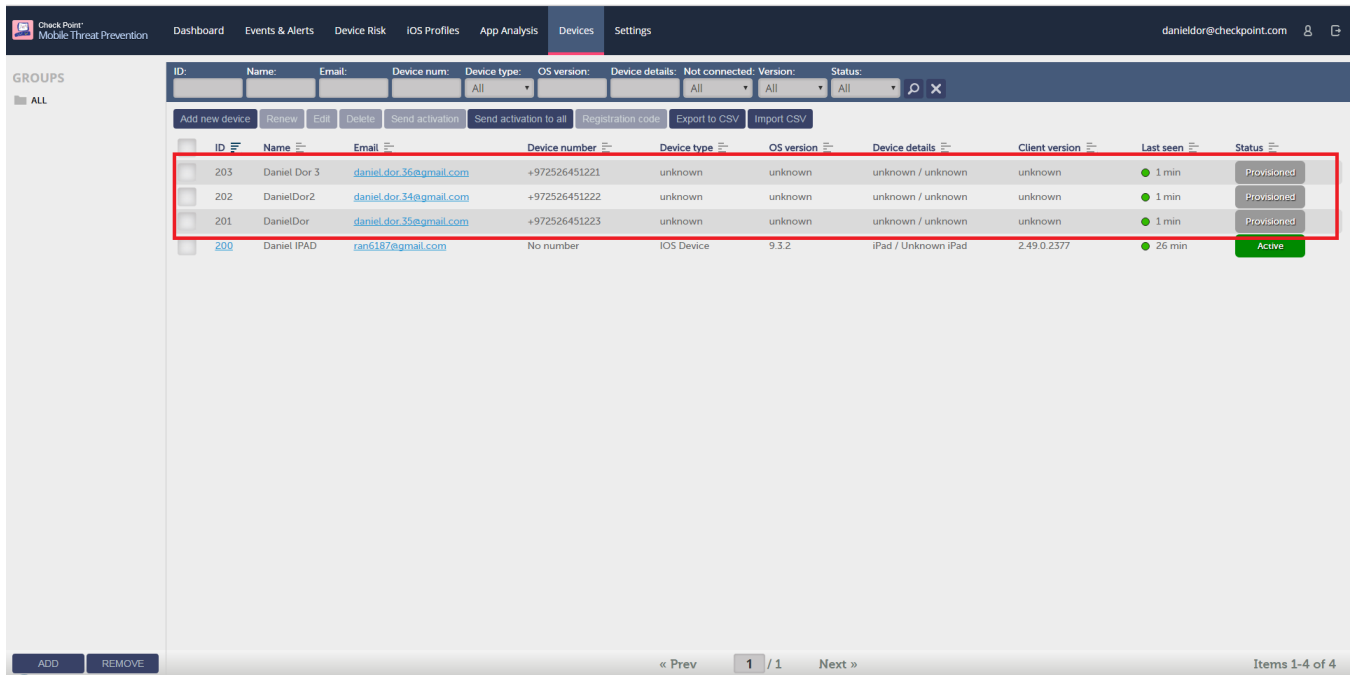 Check Point
Mobile Threat Prevention
Dashboard Events & Alerts Device Risk iOS Profiles App Analysis Devices Settings danieldor@checkpoint.com
GROUPS
ALL
ID: Name: Email: Device num: Device type: OS version: Device details: Not connected: Version: Status:
All All All All
Add new device Renew Edit Delete Send activation Send activation to all Registration code Export to CSV Import CSV
ID Name Email Device number Device type OS version Device details Client version Last seen Status
203 Daniel Dor 3 daniel.dor.36@gmail.com +972526451221 unknown unknown unknown / unknown unknown 1 min Provisioned
202 DanielDor2 daniel.dor.34@gmail.com +972526451222 unknown unknown unknown / unknown unknown 1 min Provisioned
201 DanielDor daniel.dor.35@gmail.com +972526451223 unknown unknown unknown / unknown unknown 1 min Provisioned
200 Daniel IPAD ran6187@gmail.com No number IOS Device 9.3.2 iPad / Unknown iPad 2.49.0.2377 26 min Active
ADD REMOVE « Prev 1 / 1 Next » Items 1-4 of 4